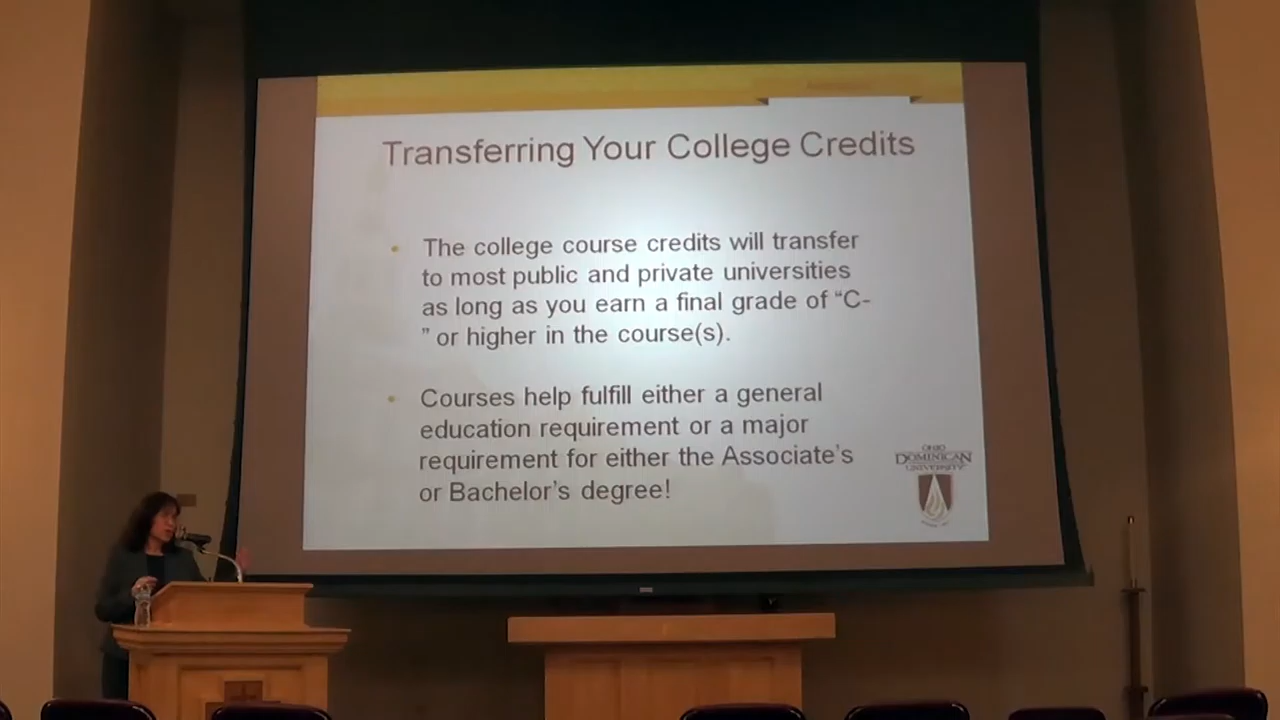 Transferring Your College Credits
• The college course credits will transfer
to most public and private universities
as long as you earn a final grade of “C-
” or higher in the course(s).
• Courses help fulfill either a general
education requirement or a major
requirement for either the Associate’s
or Bachelor’s degree!
OHIO
DOMINICAN
UNIVERSITY